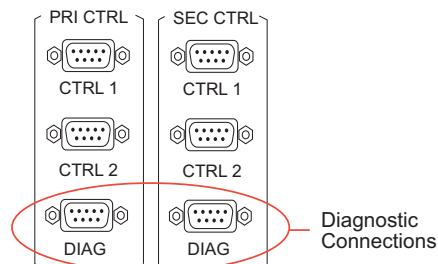 PRI CTRL SEC CTRL
CTRL 1 CTRL 1
CTRL 2 CTRL 2
DIAG DIAG
Diagnostic
Connections